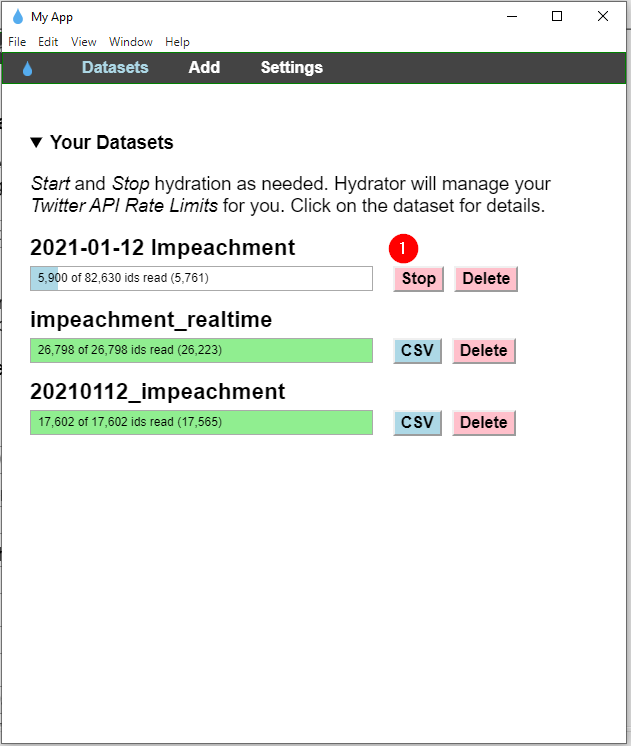 My App
File Edit View Window Help
Datasets Add Settings
▼ Your Datasets
Start and Stop hydration as needed. Hydrator will manage your
Twitter API Rate Limits for you. Click on the dataset for details.
2021-01-12 Impeachment
1
5,900 of 82,630 ids read (5,761)
Stop Delete
impeachment_realtime
26,798 of 26,798 ids read (26,223)
CSV Delete
20210112_impeachment
17,602 of 17,602 ids read (17,565)
CSV Delete